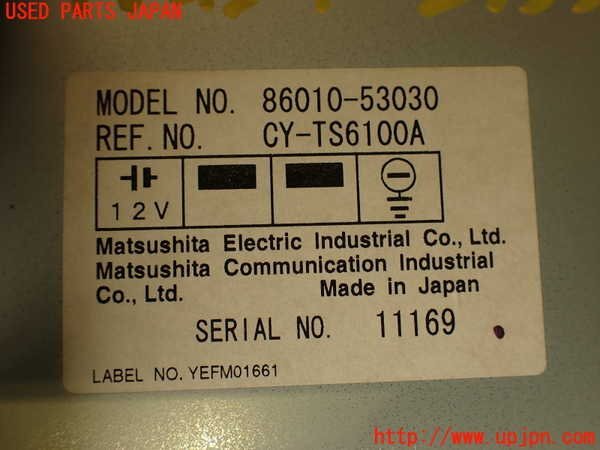 USED PARTS JAPAN
MODEL NO. 86010-53030
REF.NO. CY-TS6100A
12V
Matsushita Electric Industrial Co., Ltd.
Matsushita Communication Industrial
Co., Ltd. Made in Japan
SERIAL NO. 11169
LABEL NO. YEFM01661
http://www.upjpn.com